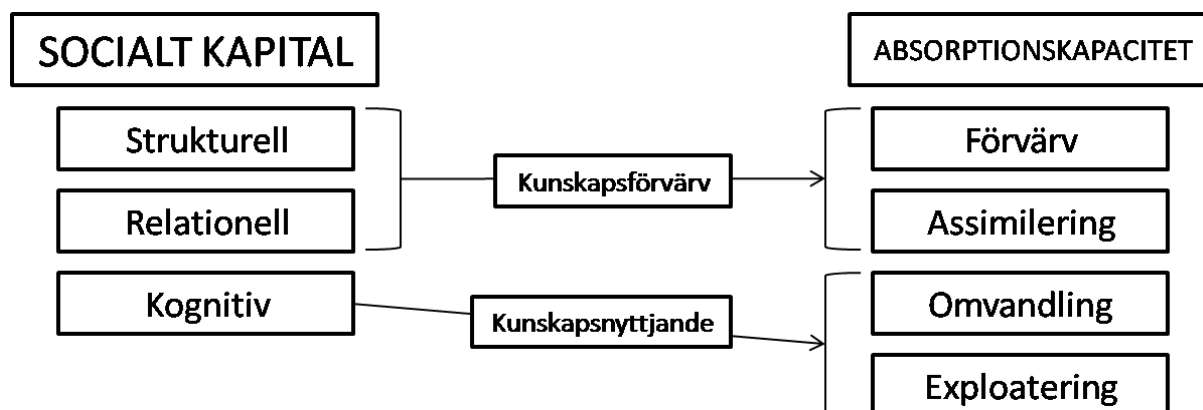 SOCIALT KAPITAL
ABSORPTIONSKAPACITET
Strukturell
Förvärv
Kunskapsförvärv
Relationell
Assimilering
Kognitiv
Omvandling
Kunskapsnyttjande
Exploatering